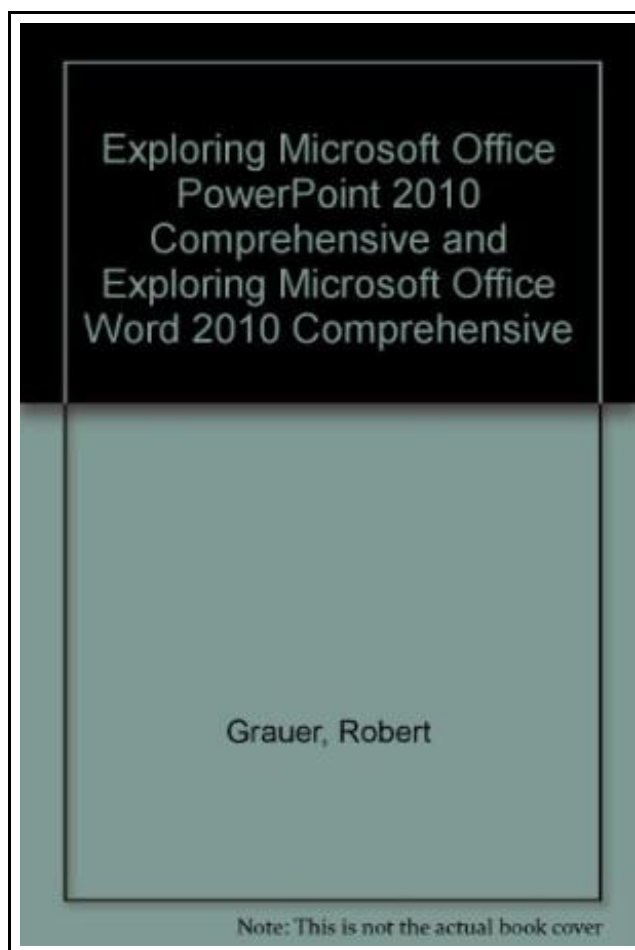 Exploring Microsoft Office
PowerPoint 2010
Comprehensive and
Exploring Microsoft Office
Word 2010 Comprehensive
Grauer, Robert
Note: This is not the actual book cover